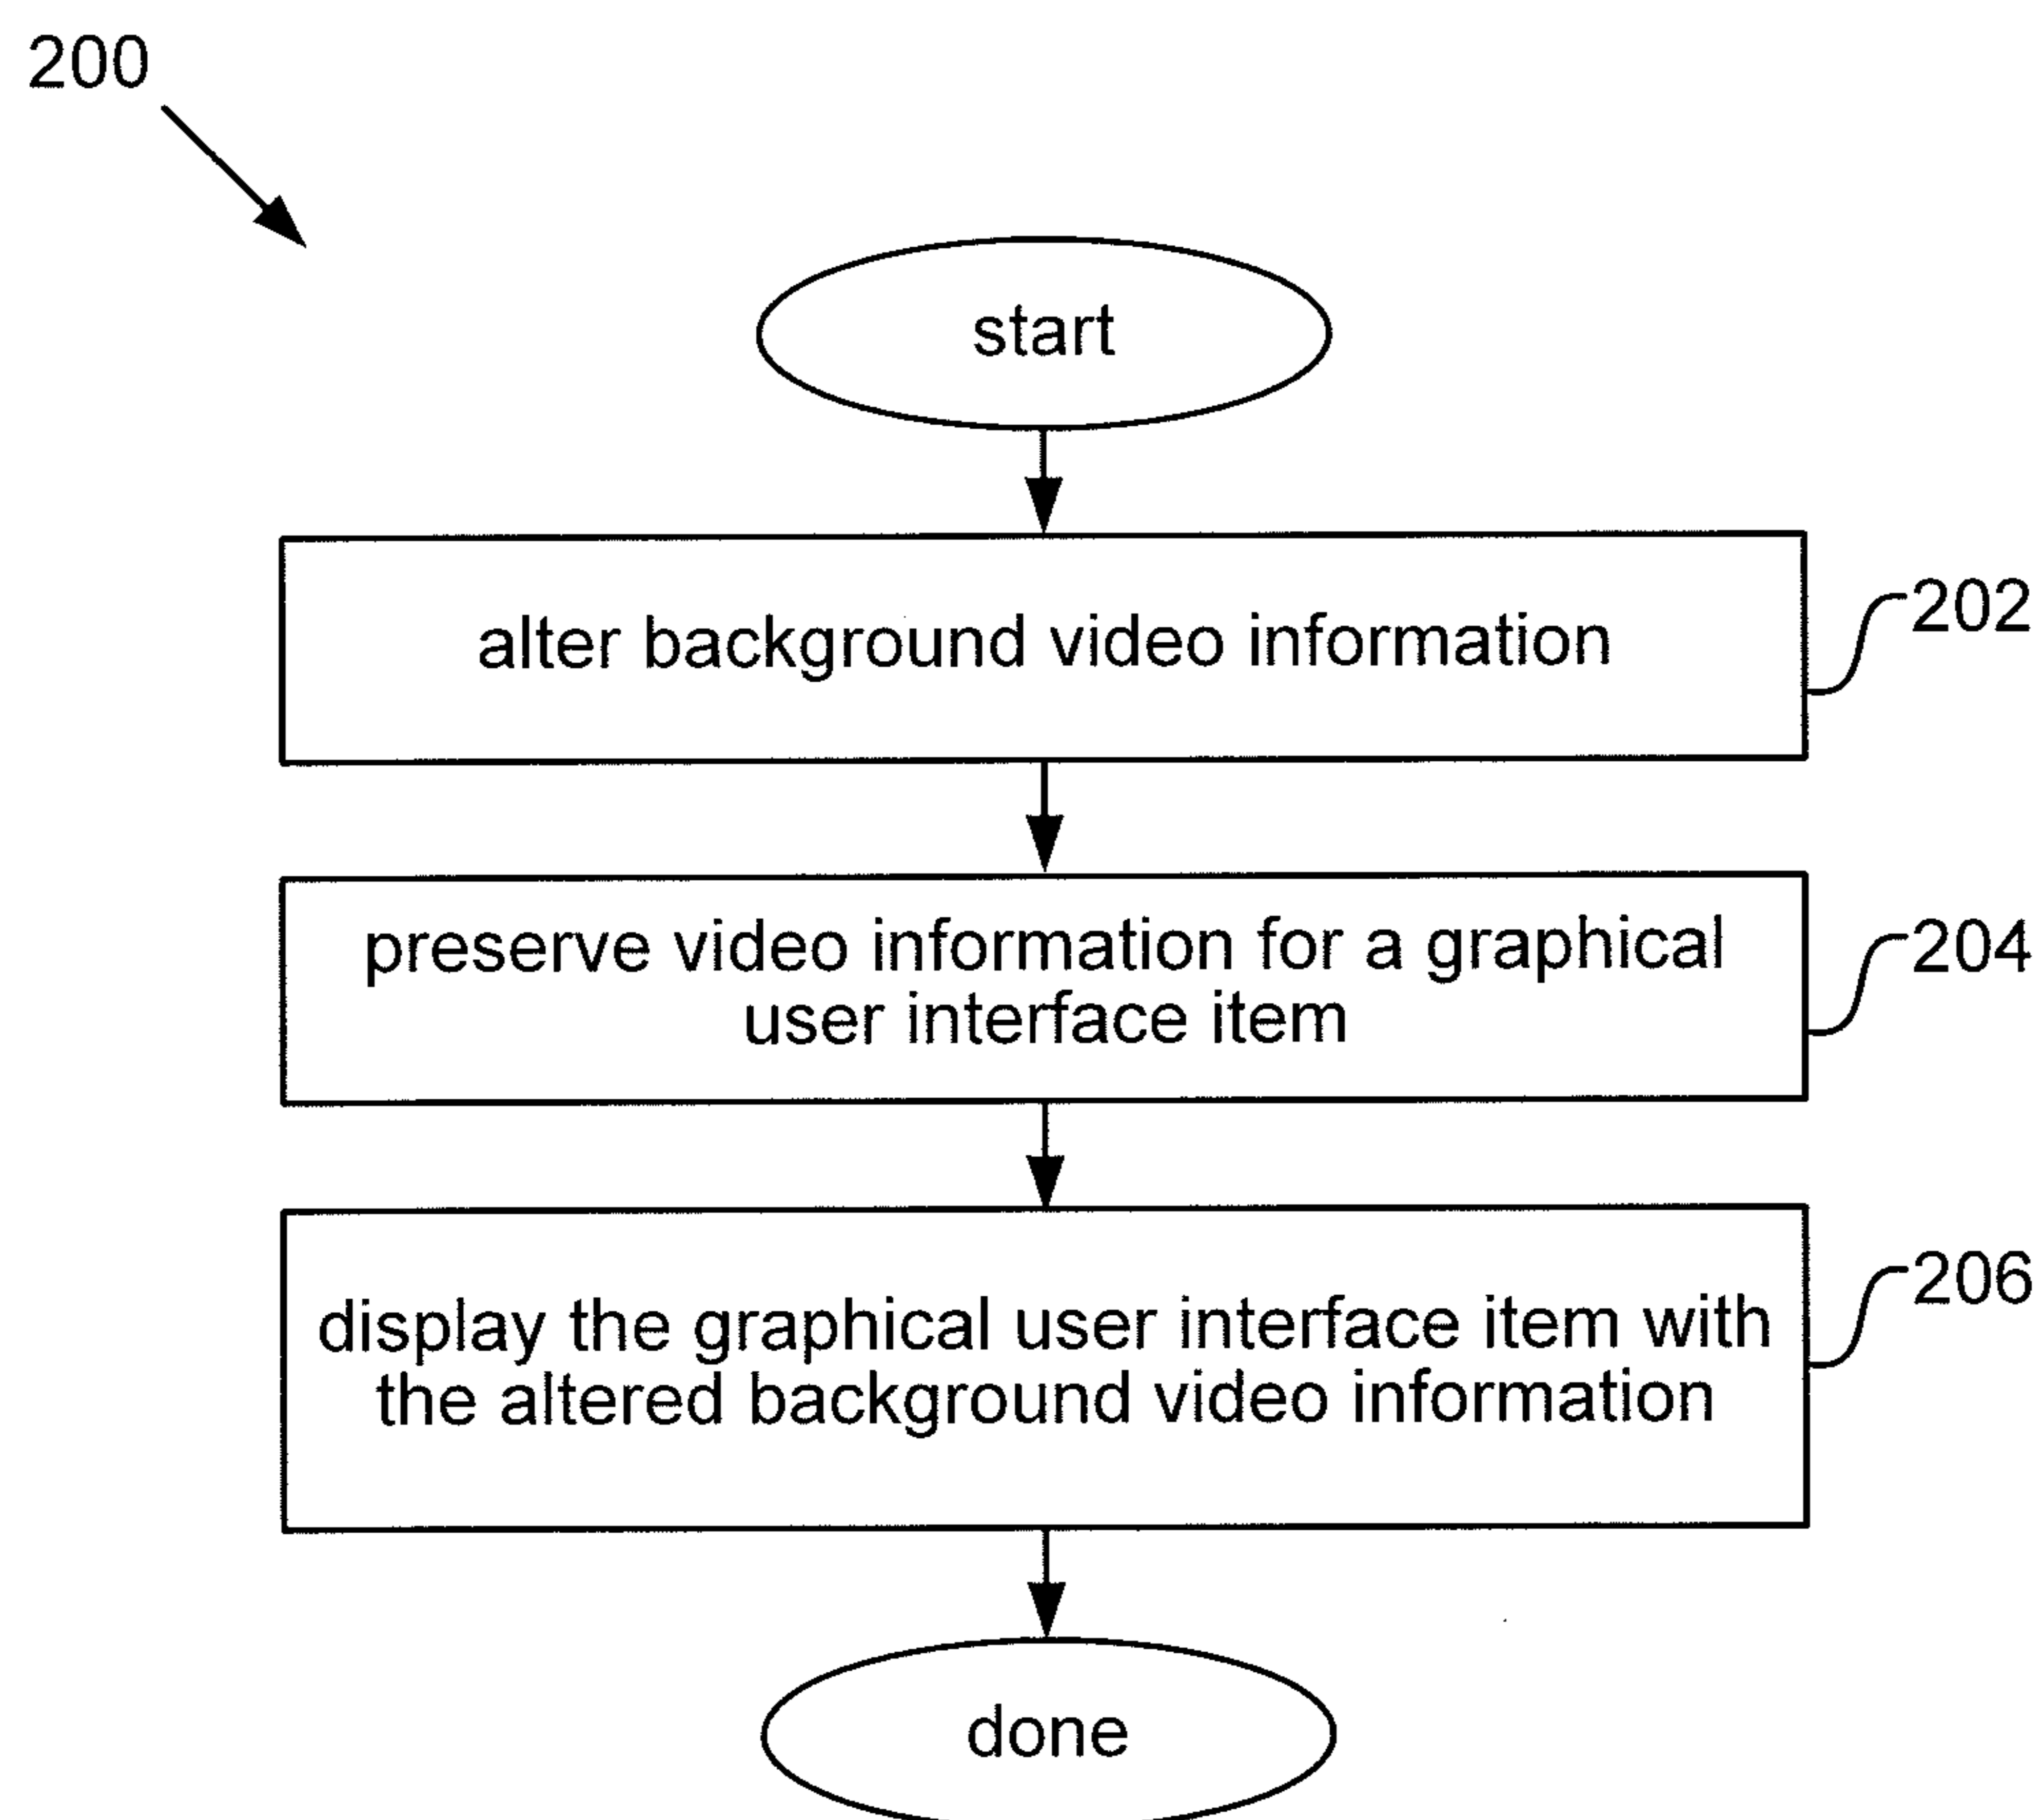 200
start
alter background video information
202
preserve video information for a graphical
user interface item
204
display the graphical user interface item with
the altered background video information
206
done